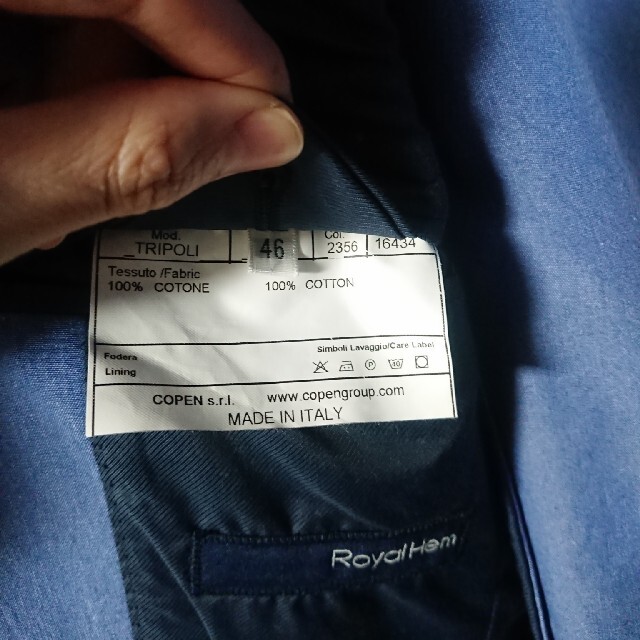 Mod. Col.
TRIPOLI 46 2356 16434
Tessuto /Fabric
100% COTONE 100% COTTON
Fodera Simboli Lavaggio/Care Label
Lining
COPEN s.r.l. www.copengroup.com
MADE IN ITALY
RoyalHem